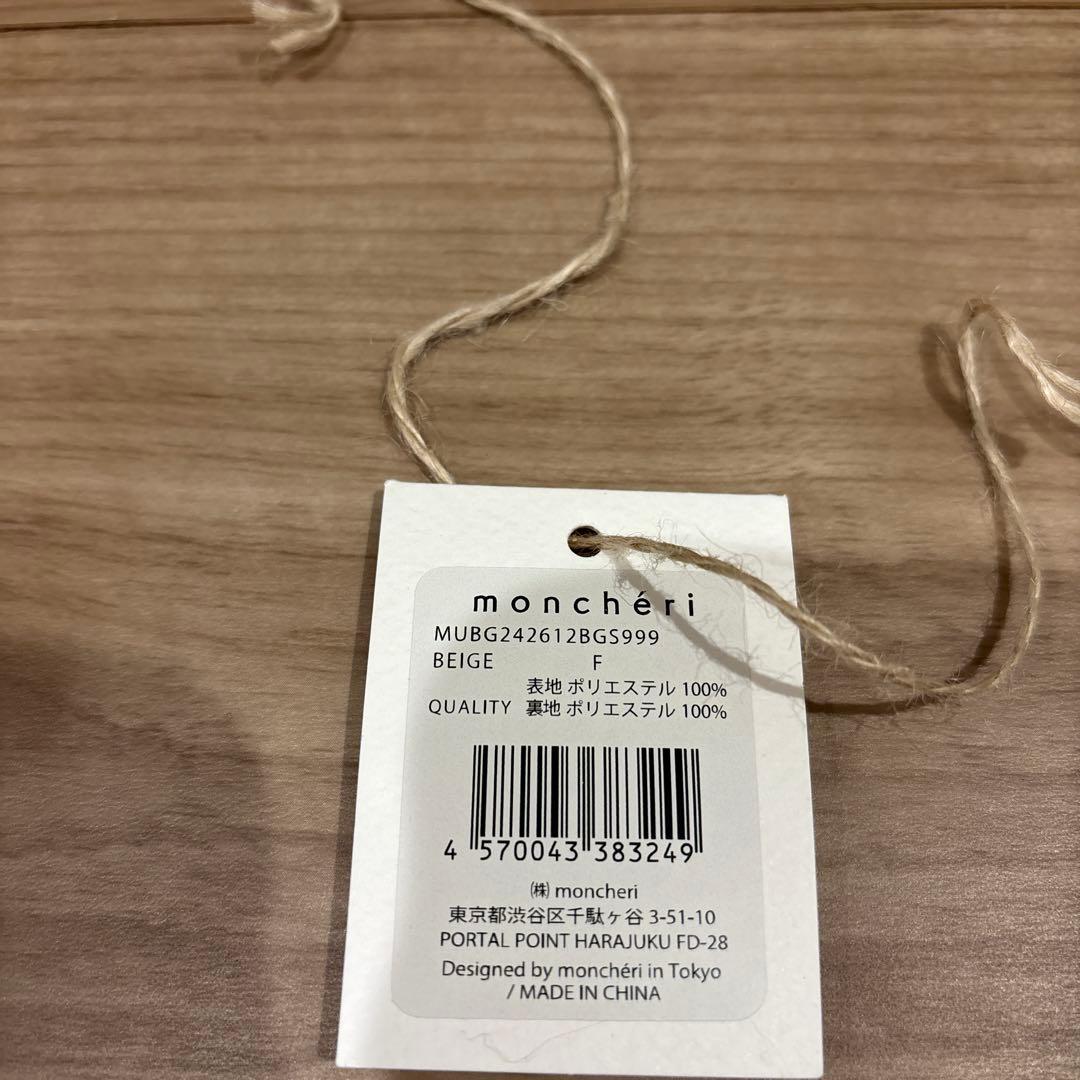 monchéri
MUBG242612BGS999
BEIGE F
表地 ポリエステル 100%
QUALITY 裏地 ポリエステル 100%
4 570043 383249
㈱ moncheri
東京都渋谷区千駄ヶ谷 3-51-10
PORTAL POINT HARAJUKU FD-28
Designed by monchéri in Tokyo
/ MADE IN CHINA